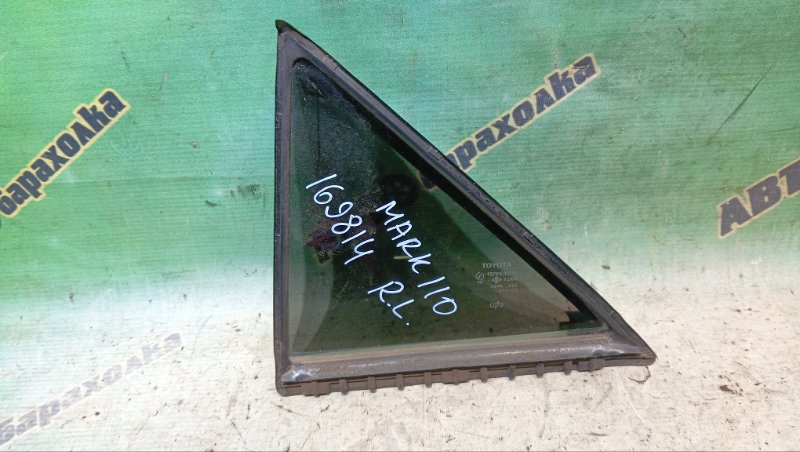 барахолка
барахолка
АВТ
MARK 110
169814 R.L.
TOYOTA
барахолка